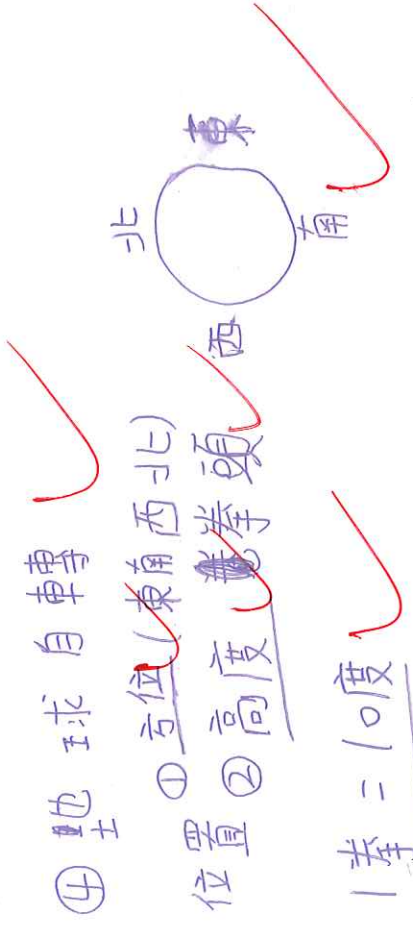 ④ 地球自轉
位置 ① 方位(東南西北)
② 高度 拳頭
1拳=10度
北
東
西
南